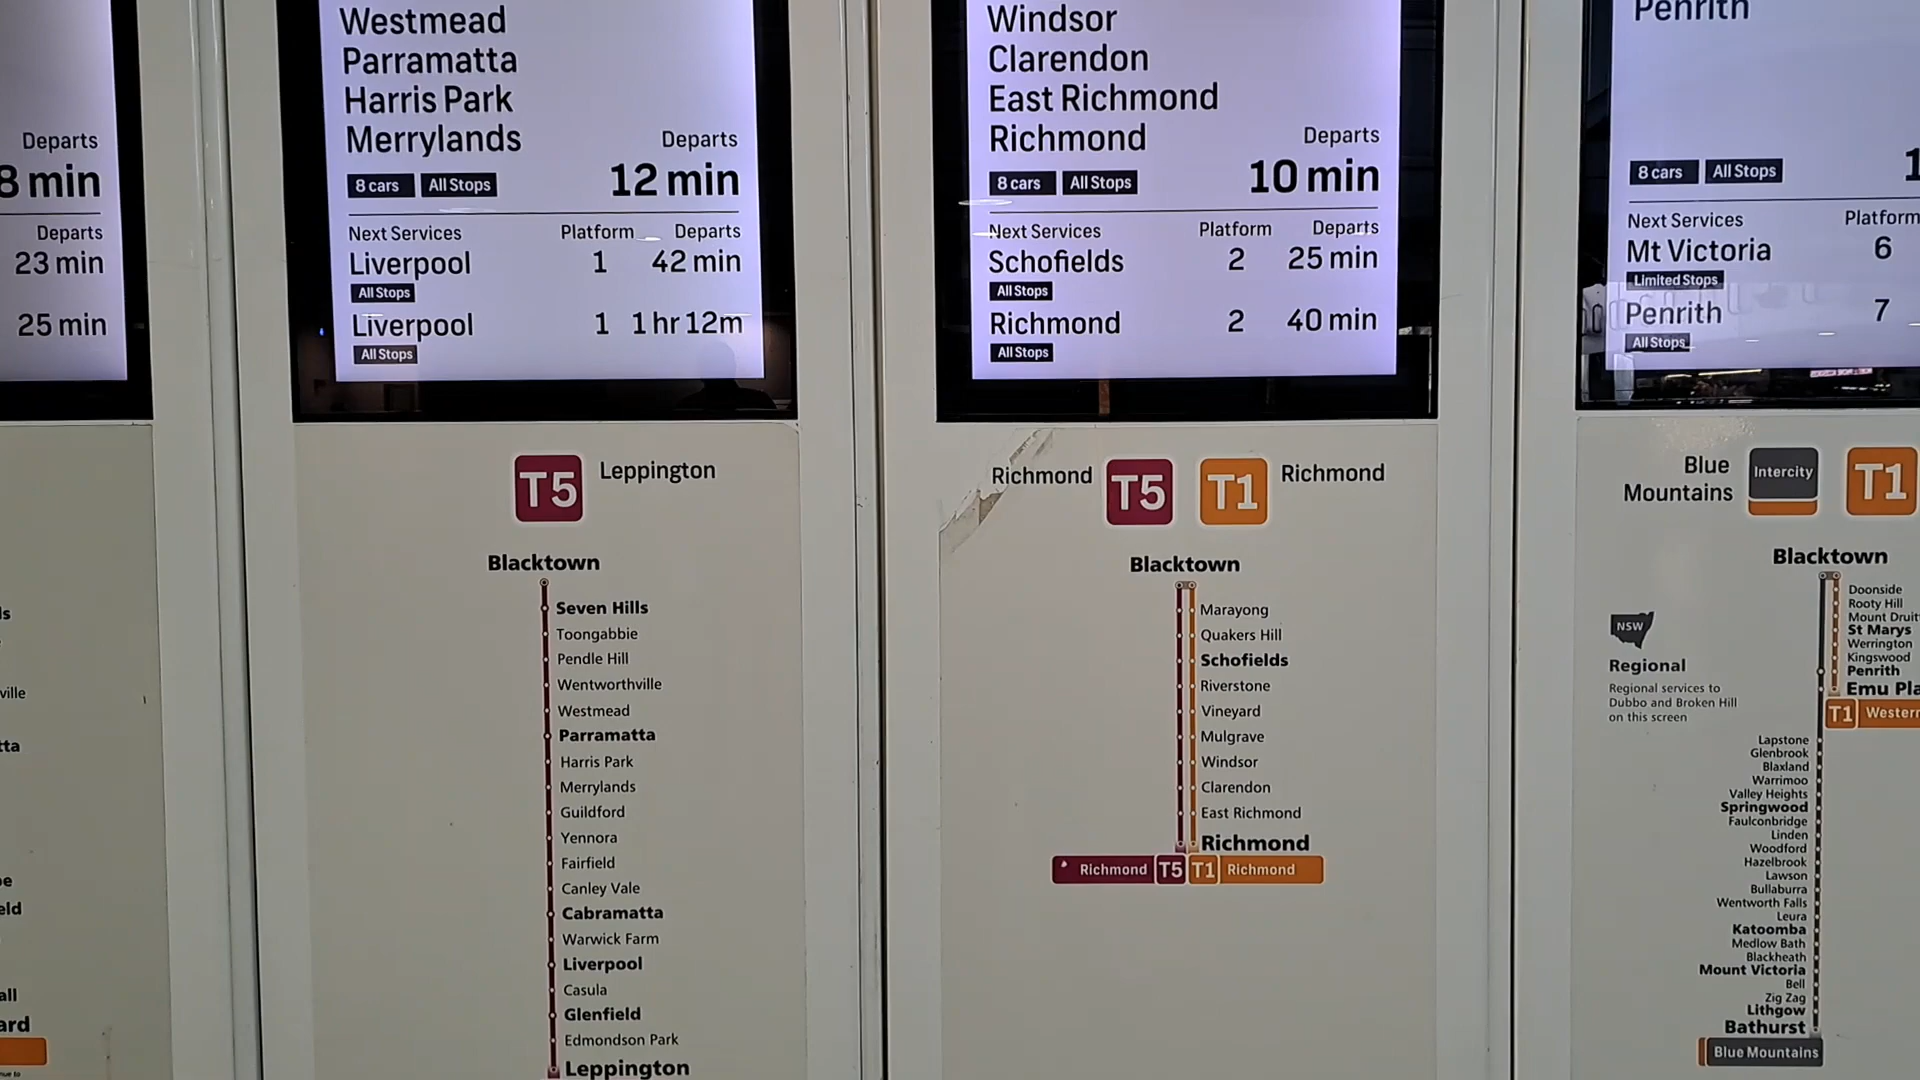 Departs
8 min
Departs
23 min
25 min
Westmead
Parramatta
Harris Park
Merrylands
Departs
8 cars All Stops
12 min
Next Services Platform Departs
Liverpool 1 42 min
All Stops
Liverpool 1 1 hr 12m
All Stops
T5 Leppington
Blacktown
Seven Hills
Toongabbie
Pendle Hill
Wentworthville
Westmead
Parramatta
Harris Park
Merrylands
Guildford
Yennora
Fairfield
Canley Vale
Cabramatta
Warwick Farm
Liverpool
Casula
Glenfield
Edmondson Park
Leppington
Windsor
Clarendon
East Richmond
Richmond
Departs
8 cars All Stops
10 min
Next Services Platform Departs
Schofields 2 25 min
All Stops
Richmond 2 40 min
All Stops
Richmond T5 T1 Richmond
Blacktown
Marayong
Quakers Hill
Schofields
Riverstone
Vineyard
Mulgrave
Windsor
Clarendon
East Richmond
Richmond
Richmond T5 T1 Richmond
Penrith
8 cars All Stops
1
Next Services Platform
Mt Victoria 6
Limited Stops
Penrith 7
All Stops
Blue
Mountains
Intercity
T1
Blacktown
Doonside
Rooty Hill
Mount Druit
St Marys
Werrington
Kingswood
Penrith
Emu Pla
T1 Western
NSW
Regional
Regional services to
Dubbo and Broken Hill
on this screen
Lapstone
Glenbrook
Blaxland
Warrimoo
Valley Heights
Springwood
Faulconbridge
Linden
Woodford
Hazelbrook
Lawson
Bullaburra
Wentworth Falls
Leura
Katoomba
Medlow Bath
Blackheath
Mount Victoria
Bell
Zig Zag
Lithgow
Bathurst
Blue Mountains